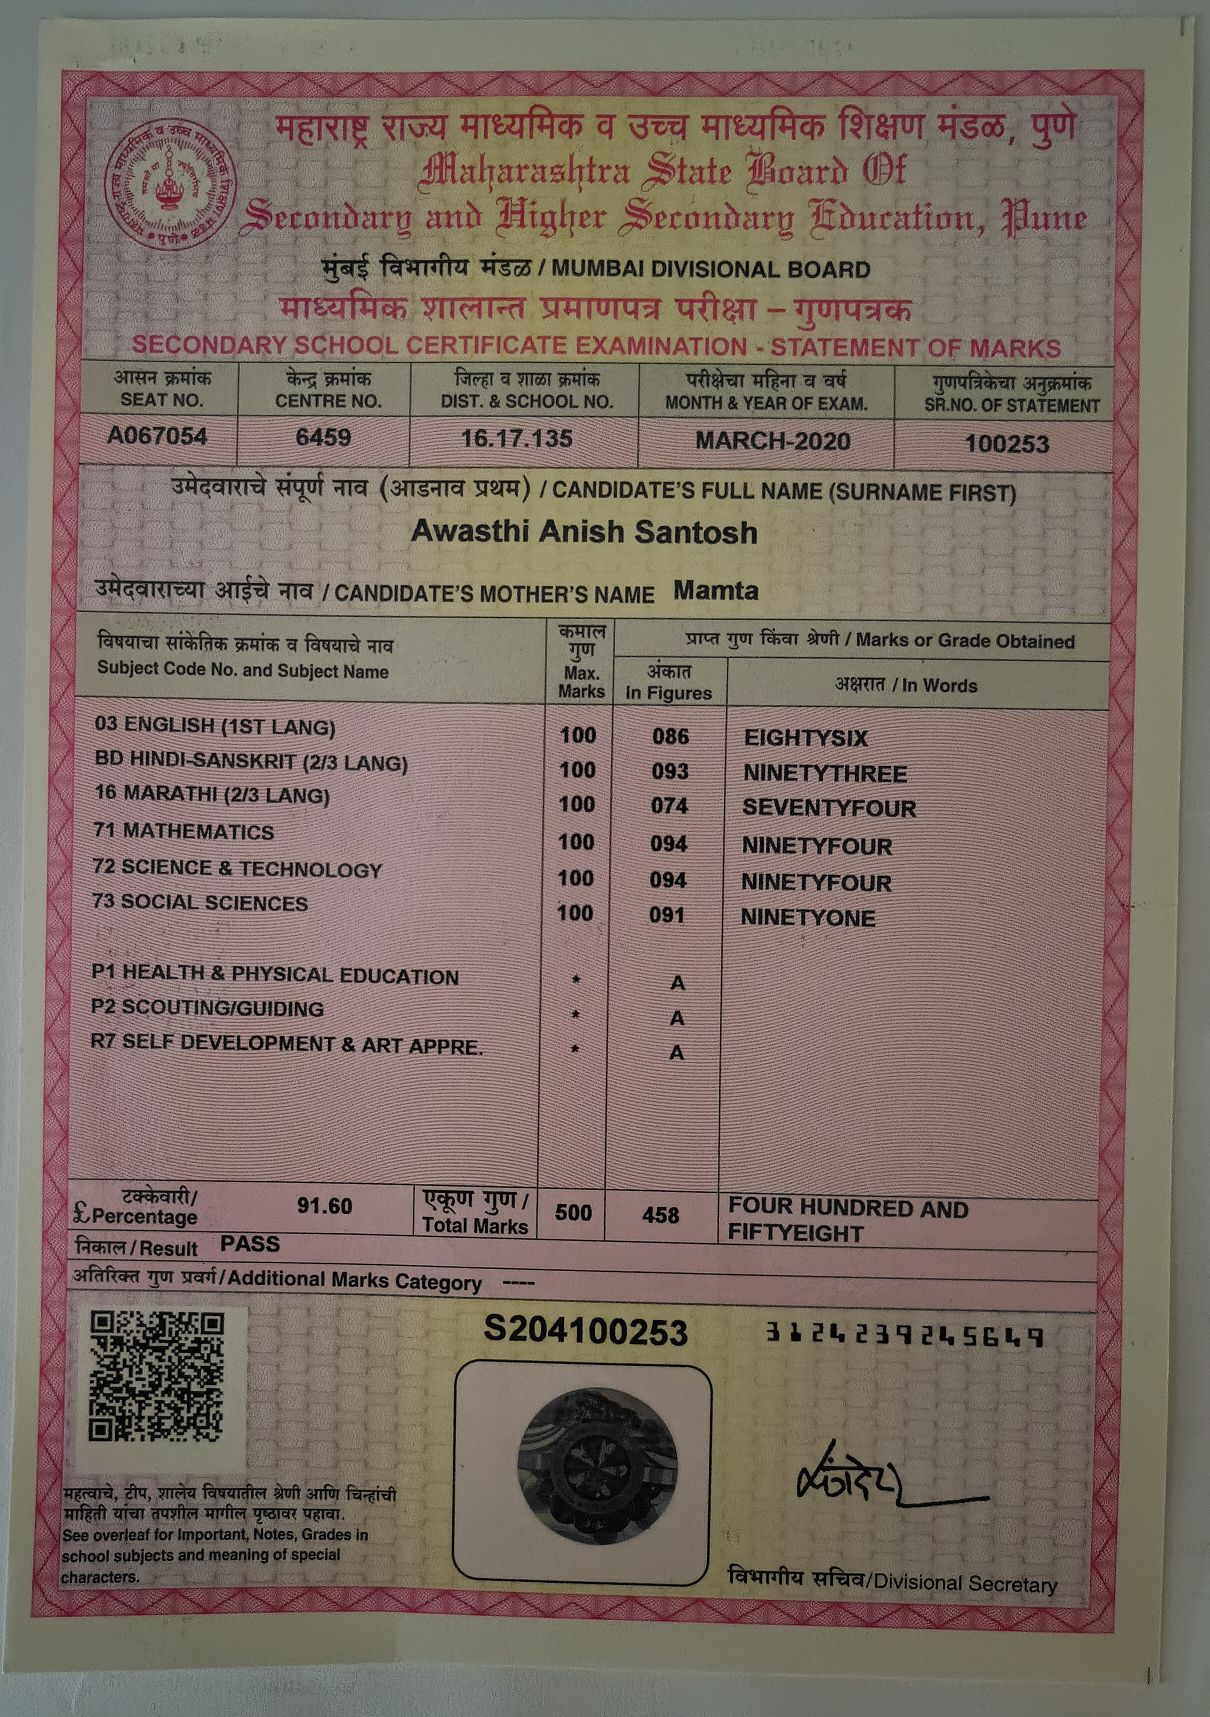 महाराष्ट्र राज्य माध्यमिक व उच्च माध्यमिक शिक्षण मंडळ, पुणे
Maharashtra State Board Of
Secondary and Higher Secondary Education, Pune
मुंबई विभागीय मंडळ / MUMBAI DIVISIONAL BOARD
माध्यमिक शालान्त प्रमाणपत्र परीक्षा – गुणपत्रक
SECONDARY SCHOOL CERTIFICATE EXAMINATION - STATEMENT OF MARKS
आसन क्रमांक केन्द्र क्रमांक जिल्हा व शाळा क्रमांक परीक्षेचा महिना व वर्ष गुणपत्रिकेचा अनुक्रमांक
SEAT NO. CENTRE NO. DIST. & SCHOOL NO. MONTH & YEAR OF EXAM. SR.NO. OF STATEMENT
A067054 6459 16.17.135 MARCH-2020 100253
उमेदवाराचे संपूर्ण नाव (आडनाव प्रथम) / CANDIDATE'S FULL NAME (SURNAME FIRST)
Awasthi Anish Santosh
उमेदवाराच्या आईचे नाव / CANDIDATE'S MOTHER'S NAME Mamta
विषयाचा सांकेतिक क्रमांक व विषयाचे नाव
Subject Code No. and Subject Name
कमाल
गुण
Max.
Marks
प्राप्त गुण किंवा श्रेणी / Marks or Grade Obtained
अंकात
In Figures
अक्षरात / In Words
03 ENGLISH (1ST LANG) 100 086 EIGHTYSIX
BD HINDI-SANSKRIT (2/3 LANG) 100 093 NINETYTHREE
16 MARATHI (2/3 LANG) 100 074 SEVENTYFOUR
71 MATHEMATICS 100 094 NINETYFOUR
72 SCIENCE & TECHNOLOGY 100 094 NINETYFOUR
73 SOCIAL SCIENCES 100 091 NINETYONE
P1 HEALTH & PHYSICAL EDUCATION * A
P2 SCOUTING/GUIDING * A
R7 SELF DEVELOPMENT & ART APPRE. * A
टक्केवारी/
£ Percentage
91.60
एकूण गुण /
Total Marks
500 458
FOUR HUNDRED AND
FIFTYEIGHT
निकाल / Result PASS
अतिरिक्त गुण प्रवर्ग / Additional Marks Category ----
S204100253 3124239245649
महत्वाचे, टीप, शालेय विषयातील श्रेणी आणि चिन्हांची
माहिती यांचा तपशील मागील पृष्ठावर पहावा.
See overleaf for Important, Notes, Grades in
school subjects and meaning of special
characters.
विभागीय सचिव/Divisional Secretary